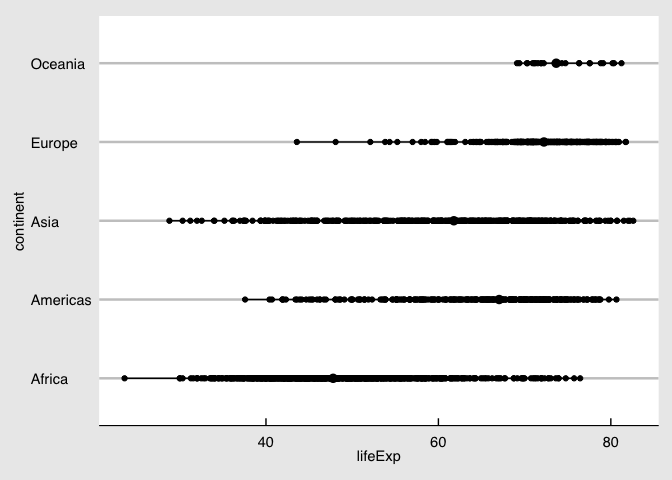 Oceania
Europe
Asia
Americas
Africa
continent
40 60 80
lifeExp